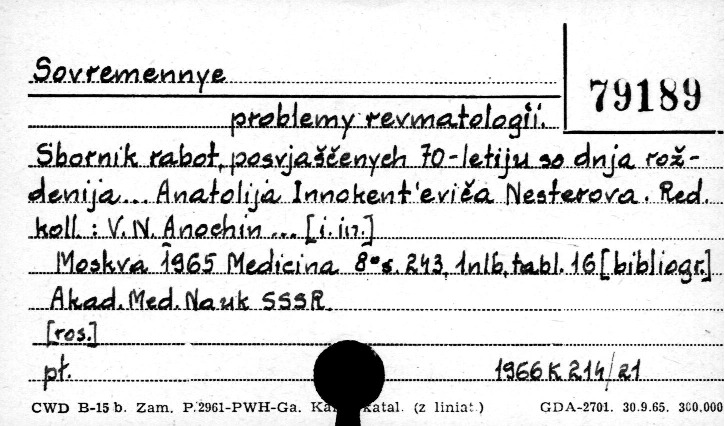 Sovremennye
79189
problemy revmatologii.
Sbornik rabot, posvjaščenych 70-letiju so dnja rož-
denija... Anatolija Innokent'eviča Nesterova. Red.
koll.: V. N. Anochin ... [i. in.]
Moskva 1965 Medicina 8° s. 243, 1nlb, tabl. 16 [bibliogr.]
Akad. Med. Nauk SSSR.
[ros.]
pł. 1966 K 214/21
CWD B-15 b. Zam. P.2961-PWH-Ga. katal. (z liniat.) GDA-2701. 30.9.65. 300,000